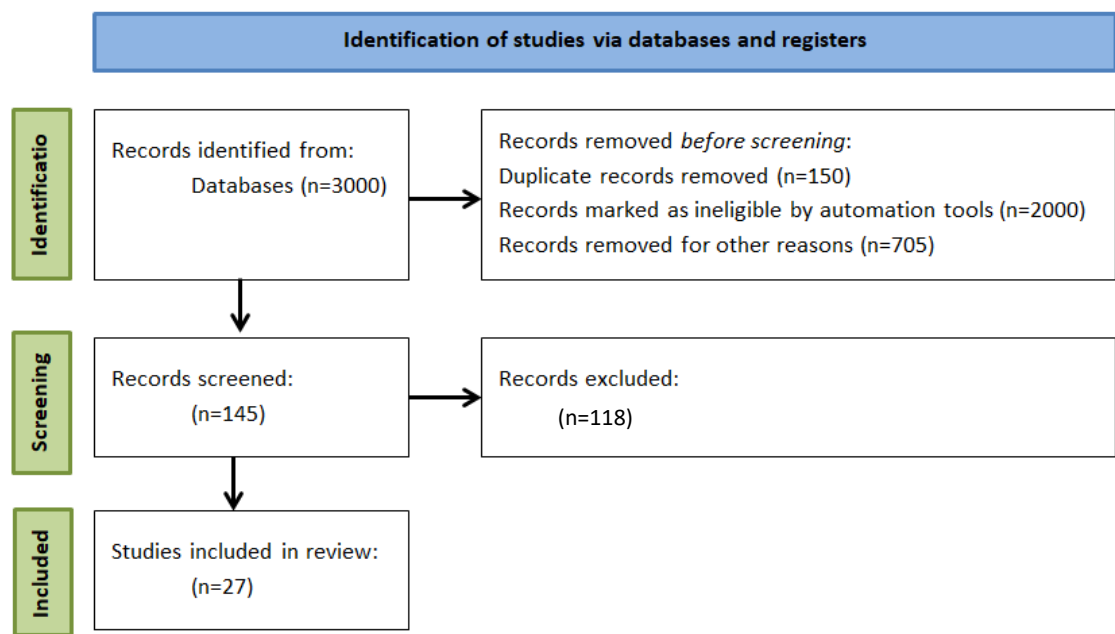 Identification of studies via databases and registers
Identificatio
Records identified from:
Databases (n=3000)
Records removed before screening:
Duplicate records removed (n=150)
Records marked as ineligible by automation tools (n=2000)
Records removed for other reasons (n=705)
Screening
Records screened:
(n=145)
Records excluded:
(n=118)
Included
Studies included in review:
(n=27)